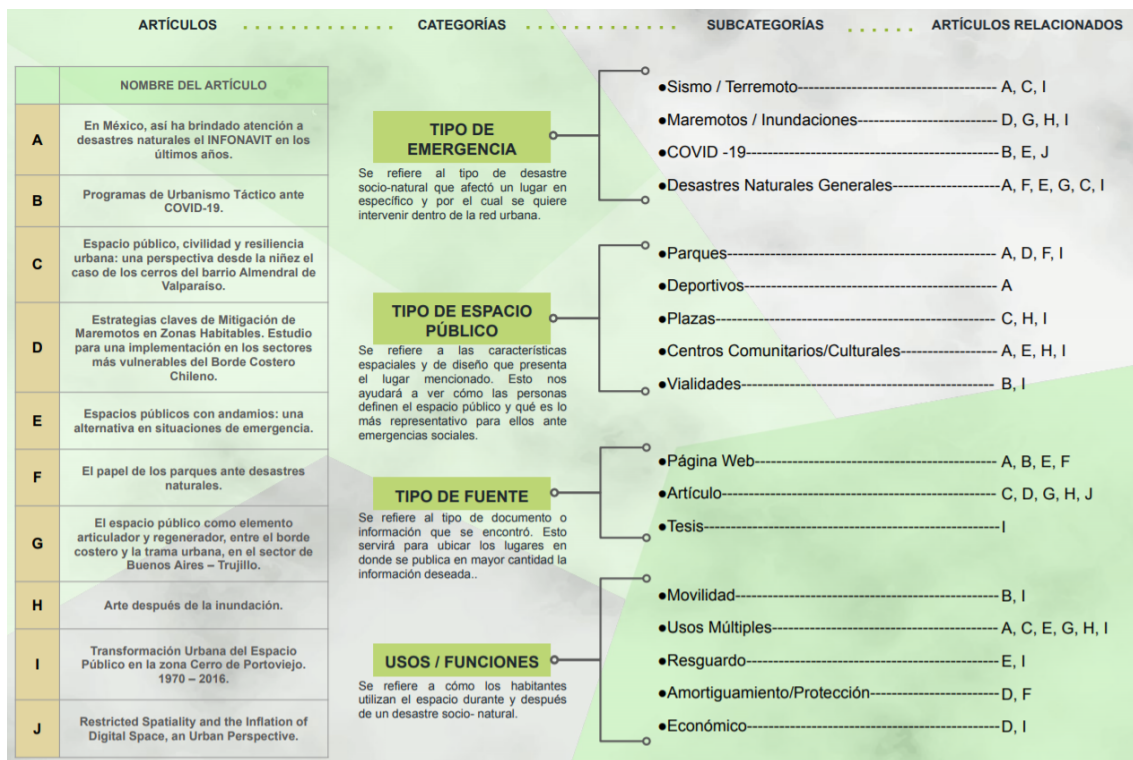 ARTÍCULOS
CATEGORÍAS
SUBCATEGORÍAS
ARTÍCULOS RELACIONADOS
NOMBRE DEL ARTÍCULO
A
En México, así ha brindado atención a
desastres naturales el INFONAVIT en los
últimos años.
B
Programas de Urbanismo Táctico ante
COVID-19.
C
Espacio público, civilidad y resiliencia
urbana: una perspectiva desde la niñez el
caso de los cerros del barrio Almendral de
Valparaíso.
D
Estrategias claves de Mitigación de
Maremotos en Zonas Habitables. Estudio
para una implementación en los sectores
más vulnerables del Borde Costero
Chileno.
E
Espacios públicos con andamios: una
alternativa en situaciones de emergencia.
F
El papel de los parques ante desastres
naturales.
G
El espacio público como elemento
articulador y regenerador, entre el borde
costero y la trama urbana, en el sector de
Buenos Aires – Trujillo.
H
Arte después de la inundación.
I
Transformación Urbana del Espacio
Público en la zona Cerro de Portoviejo.
1970 – 2016.
J
Restricted Spatiality and the Inflation of
Digital Space, an Urban Perspective.
TIPO DE
EMERGENCIA
Se refiere al tipo de desastre
socio-natural que afectó un lugar en
específico y por el cual se quiere
intervenir dentro de la red urbana.
●Sismo / Terremoto-------- A, C, I
●Maremotos / Inundaciones-------- D, G, H, I
●COVID -19-------- B, E, J
●Desastres Naturales Generales-------- A, F, E, G, C, I
TIPO DE ESPACIO
PÚBLICO
Se refiere a las características
espaciales y de diseño que presenta
el lugar mencionado. Esto nos
ayudará a ver cómo las personas
definen el espacio público y qué es lo
más representativo para ellos ante
emergencias sociales.
●Parques-------- A, D, F, I
●Deportivos-------- A
●Plazas-------- C, H, I
●Centros Comunitarios/Culturales-------- A, E, H, I
●Vialidades-------- B, I
TIPO DE FUENTE
Se refiere al tipo de documento o
información que se encontró. Esto
servirá para ubicar los lugares en
donde se publica en mayor cantidad la
información deseada..
●Página Web-------- A, B, E, F
●Artículo-------- C, D, G, H, J
●Tesis-------- I
USOS / FUNCIONES
Se refiere a cómo los habitantes
utilizan el espacio durante y después
de un desastre socio- natural.
●Movilidad-------- B, I
●Usos Múltiples-------- A, C, E, G, H, I
●Resguardo-------- E, I
●Amortiguamiento/Protección-------- D, F
●Económico-------- D, I